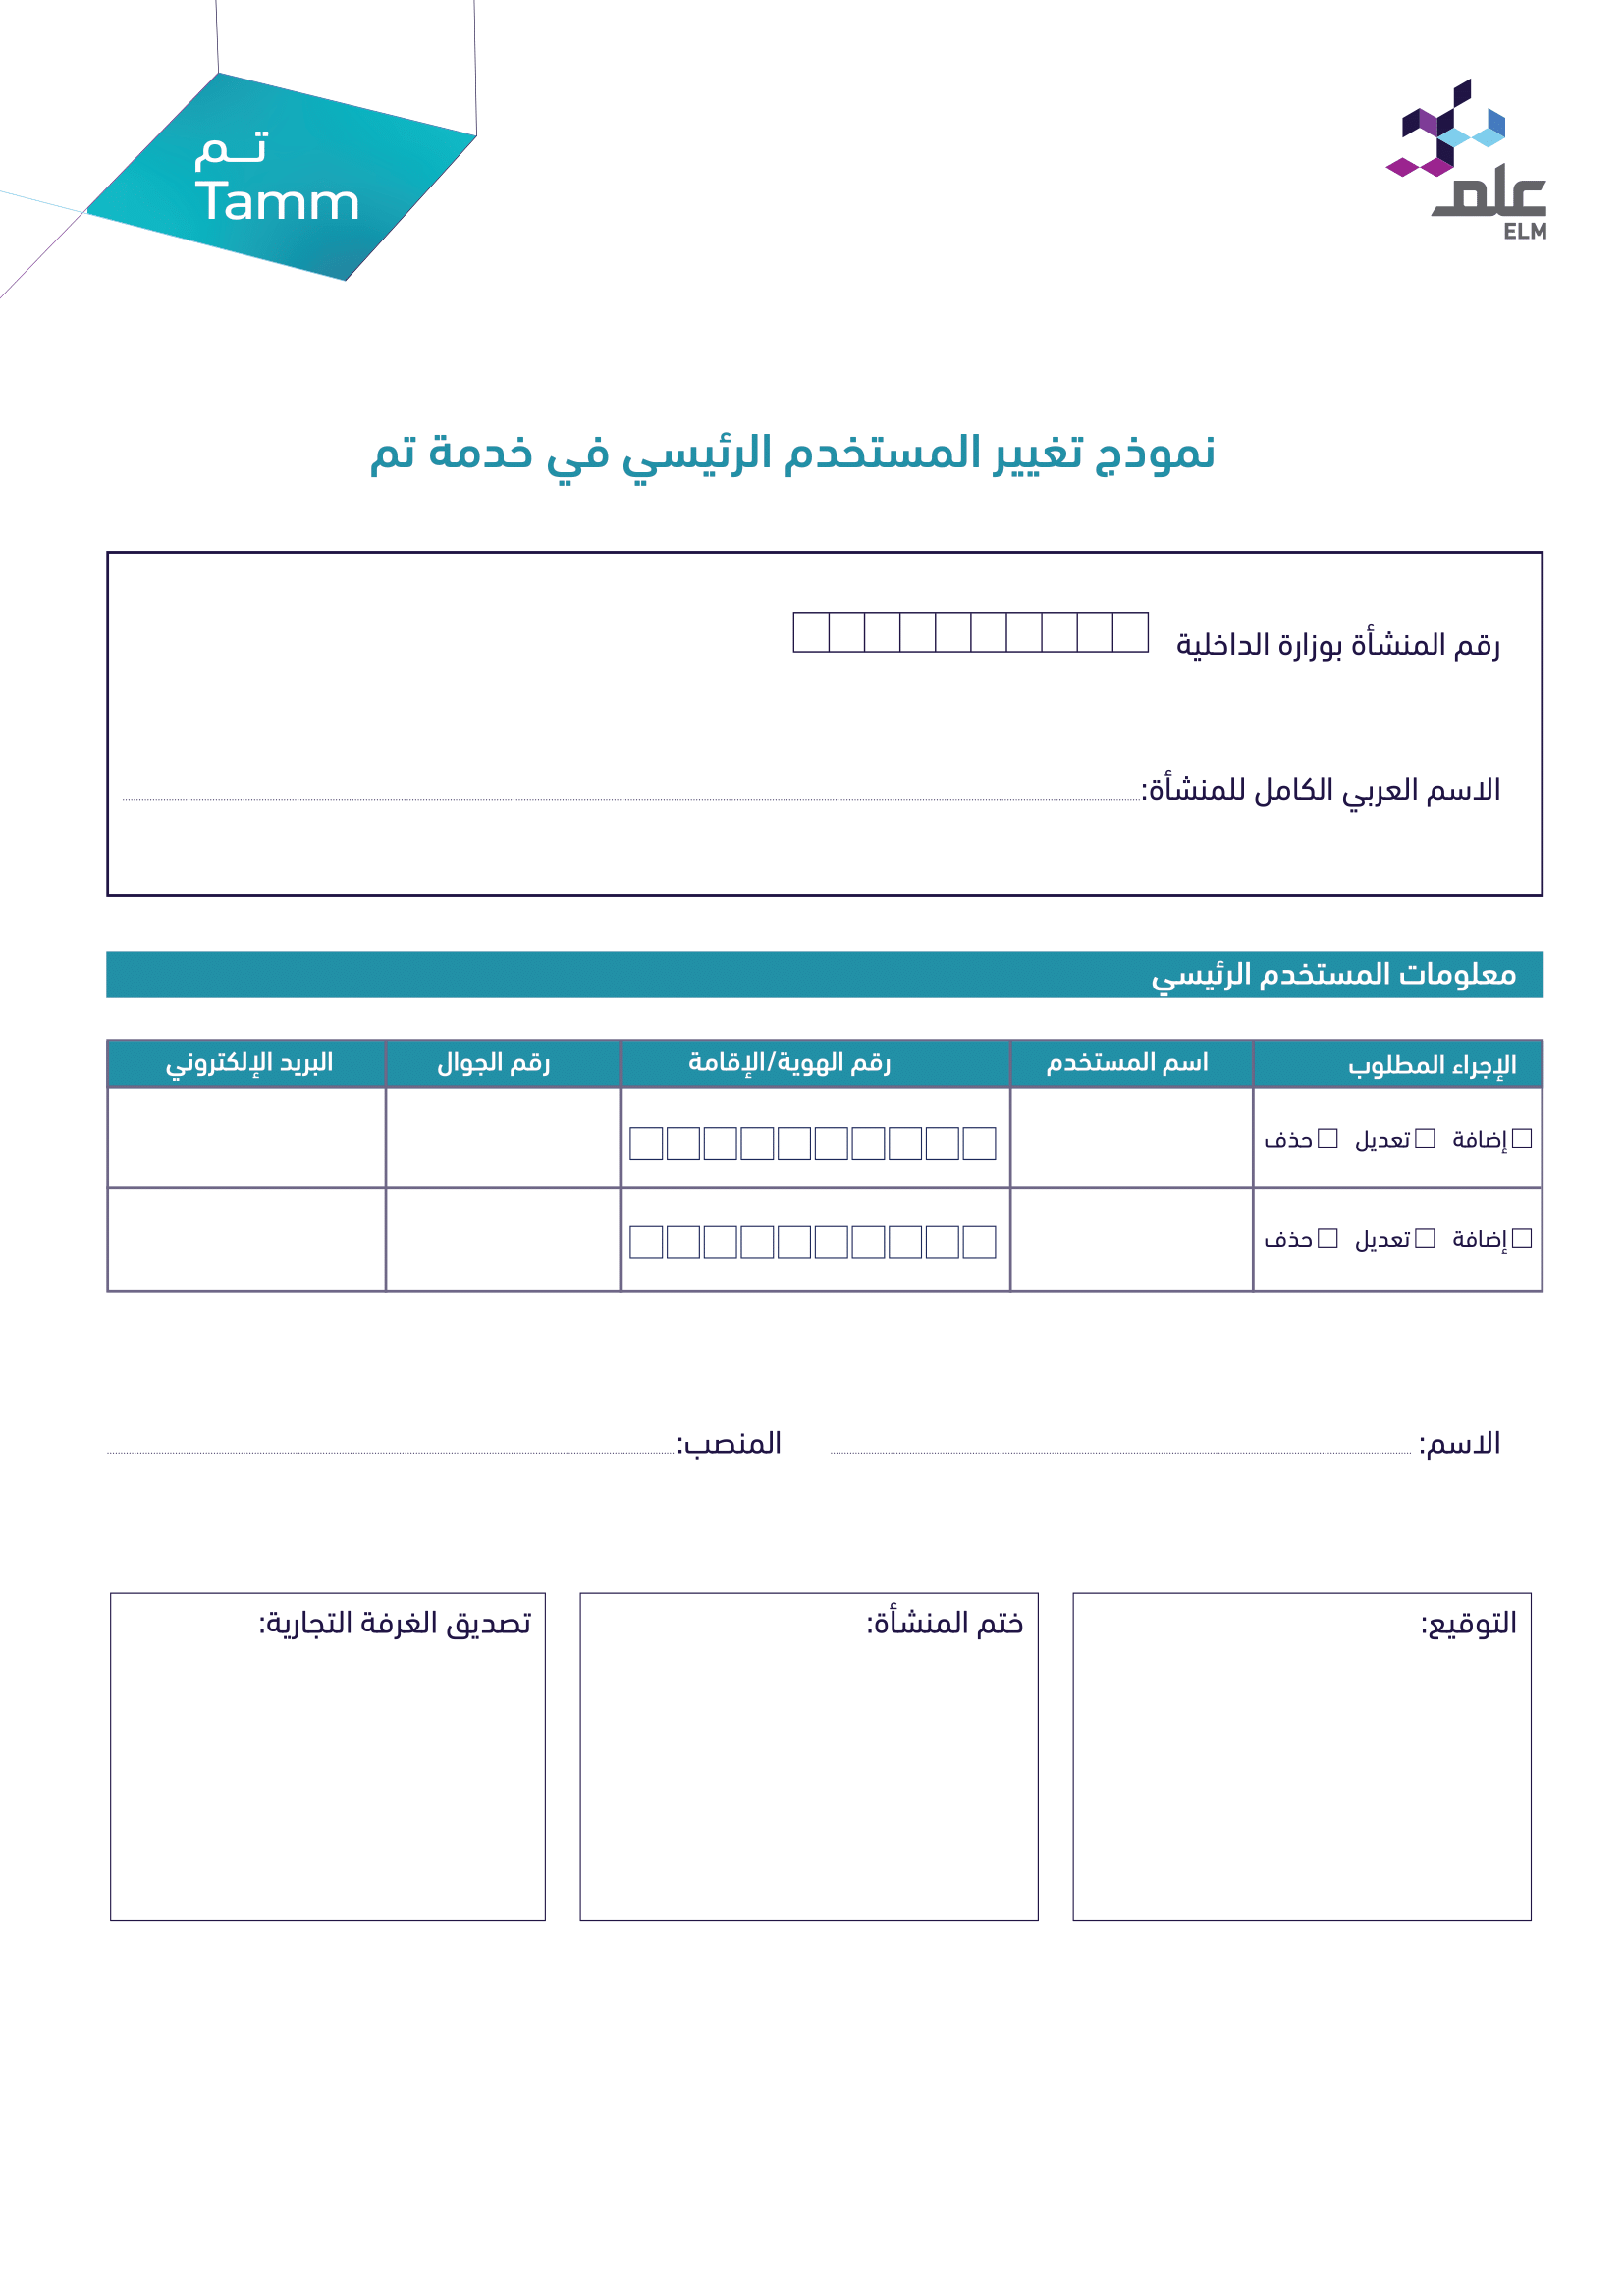 تم
Tamm
علم
ELM
نموذج تغيير المستخدم الرئيسي في خدمة تم
رقم المنشأة بوزارة الداخلية
الاسم العربي الكامل للمنشأة:
معلومات المستخدم الرئيسي
الإجراء المطلوب اسم المستخدم رقم الهوية/الإقامة رقم الجوال البريد الإلكتروني
إضافة تعديل حذف
إضافة تعديل حذف
الاسم: المنصب:
التوقيع: ختم المنشأة: تصديق الغرفة التجارية: